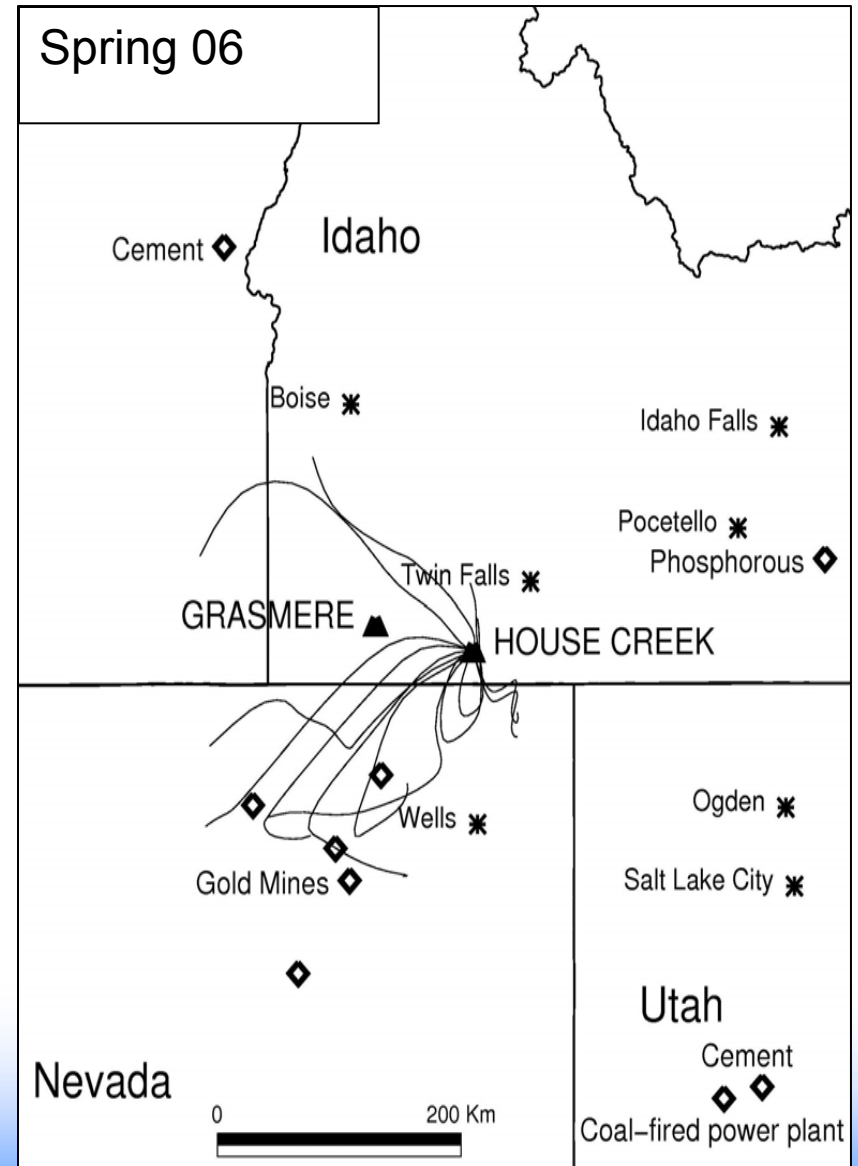 Spring 06
Idaho
Cement
Boise
Idaho Falls
Pocetello
Phosphorous
Twin Falls
GRASMERE
HOUSE CREEK
Ogden
Wells
Salt Lake City
Gold Mines
Utah
Cement
Nevada
0 200 Km
Coal-fired power plant